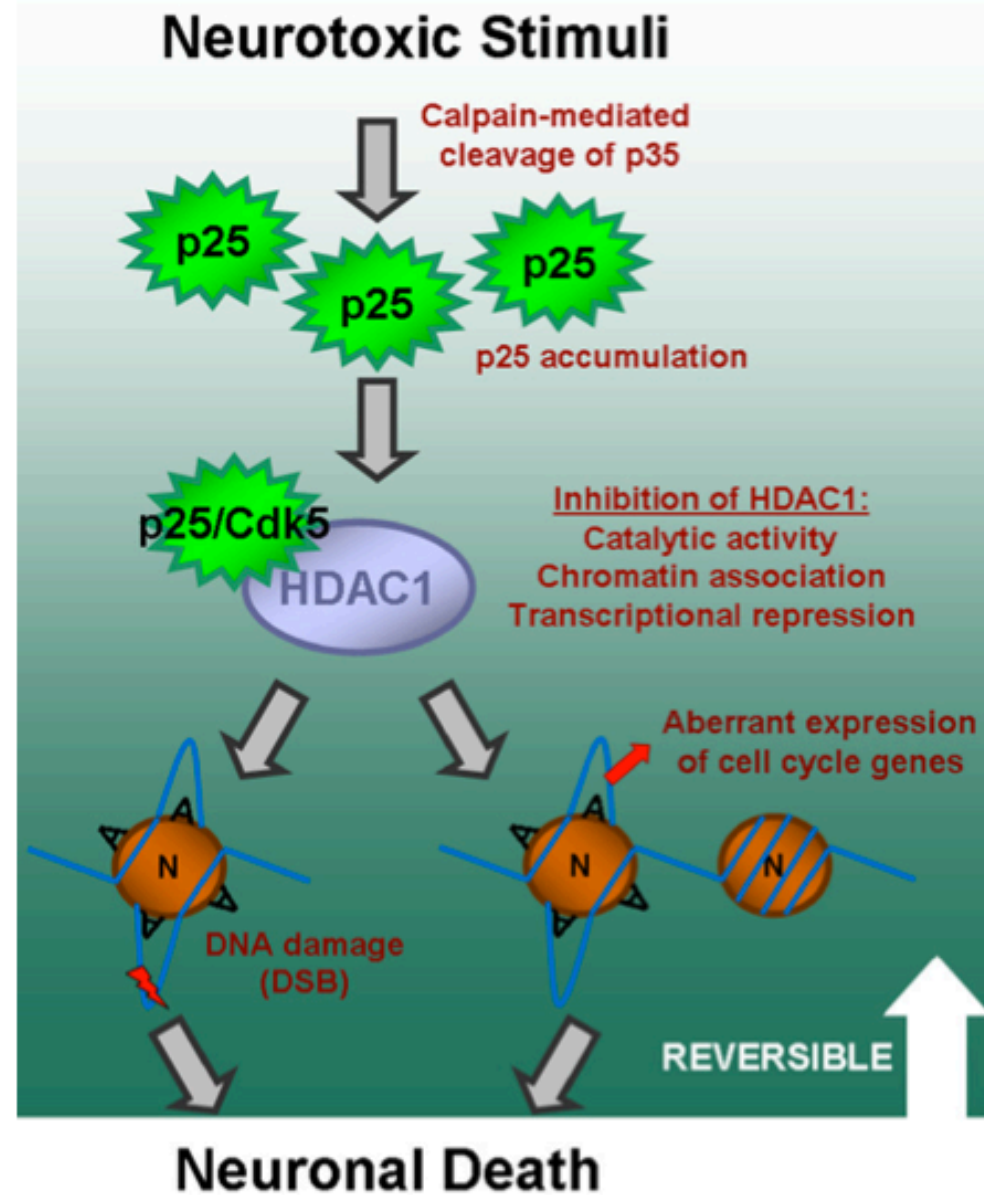 Neurotoxic Stimuli
Calpain-mediated
cleavage of p35
p25
p25
p25
p25 accumulation
p25/Cdk5
HDAC1
Inhibition of HDAC1:
Catalytic activity
Chromatin association
Transcriptional repression
Aberrant expression
of cell cycle genes
A
A
N
A
A
A
A
N
A
A
N
DNA damage
(DSB)
REVERSIBLE
Neuronal Death